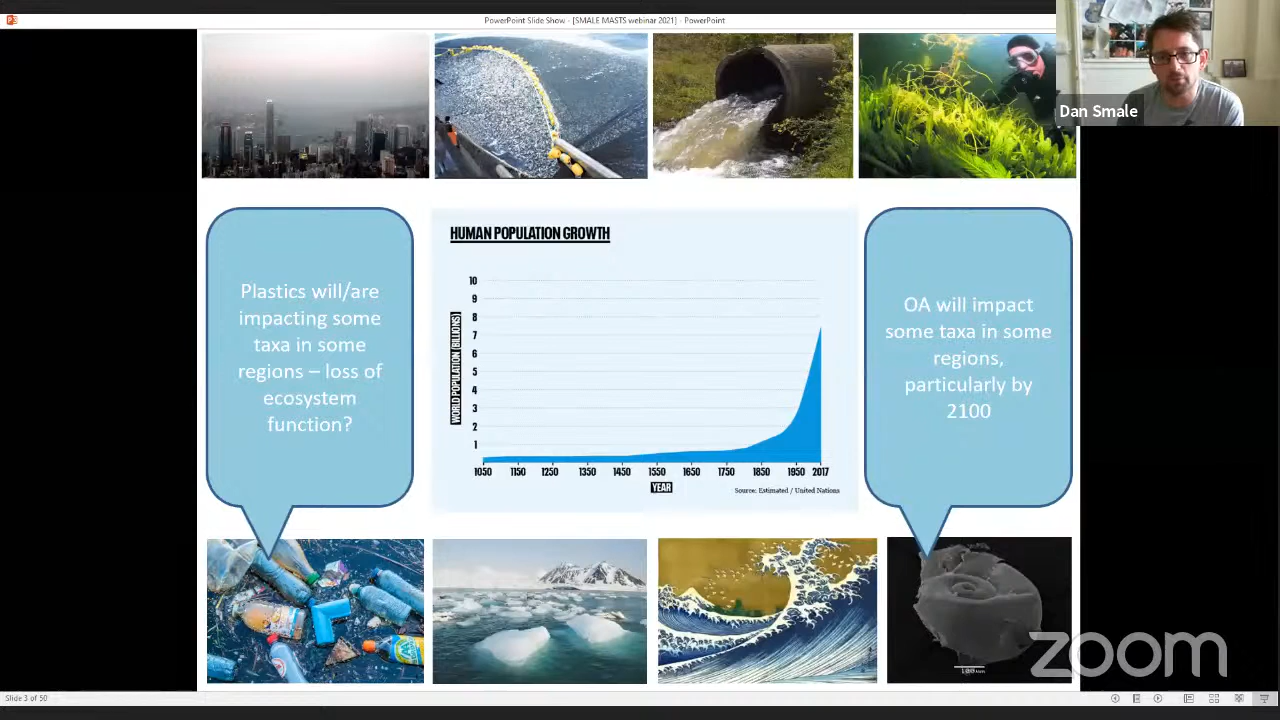 PowerPoint Slide Show - [SMALE MASTS webinar 2021] - PowerPoint
Dan Smale
Plastics will/are
impacting some
taxa in some
regions – loss of
ecosystem
function?
HUMAN POPULATION GROWTH
WORLD POPULATION (BILLIONS)
10
9
8
7
6
5
4
3
2
1
1050 1150 1250 1350 1450 1550 1650 1750 1850 1950 2017
YEAR
Source: Estimated / United Nations
OA will impact
some taxa in some
regions,
particularly by
2100
zoom
Slide 3 of 50